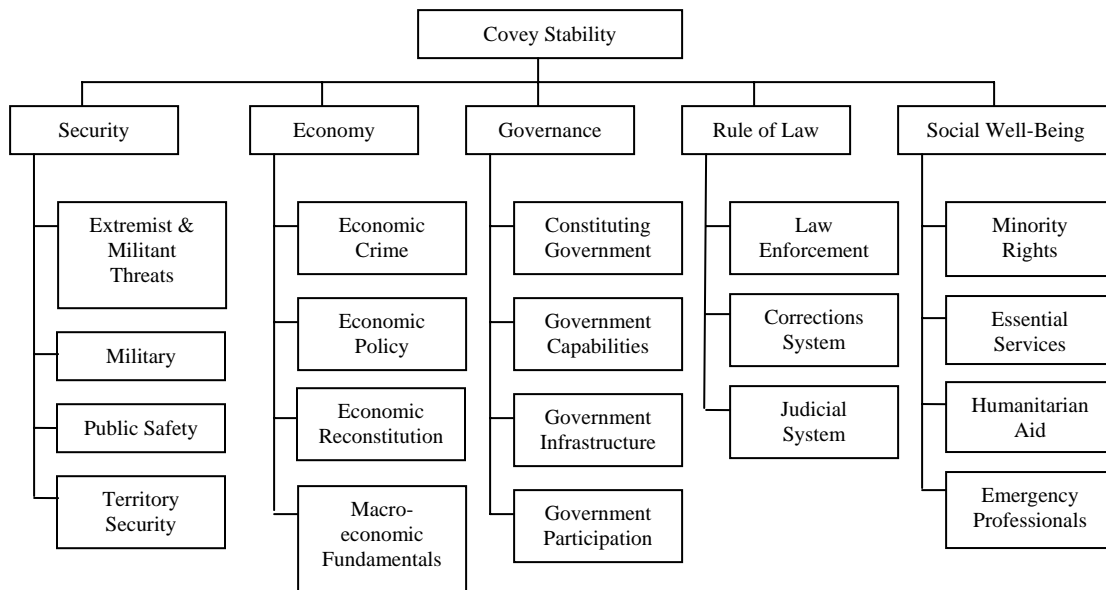 Covey Stability
Security
Economy
Governance
Rule of Law
Social Well-Being
Extremist &
Militant
Threats
Military
Public Safety
Territory
Security
Economic
Crime
Economic
Policy
Economic
Reconstitution
Macro-
economic
Fundamentals
Constituting
Government
Government
Capabilities
Government
Infrastructure
Government
Participation
Law
Enforcement
Corrections
System
Judicial
System
Minority
Rights
Essential
Services
Humanitarian
Aid
Emergency
Professionals